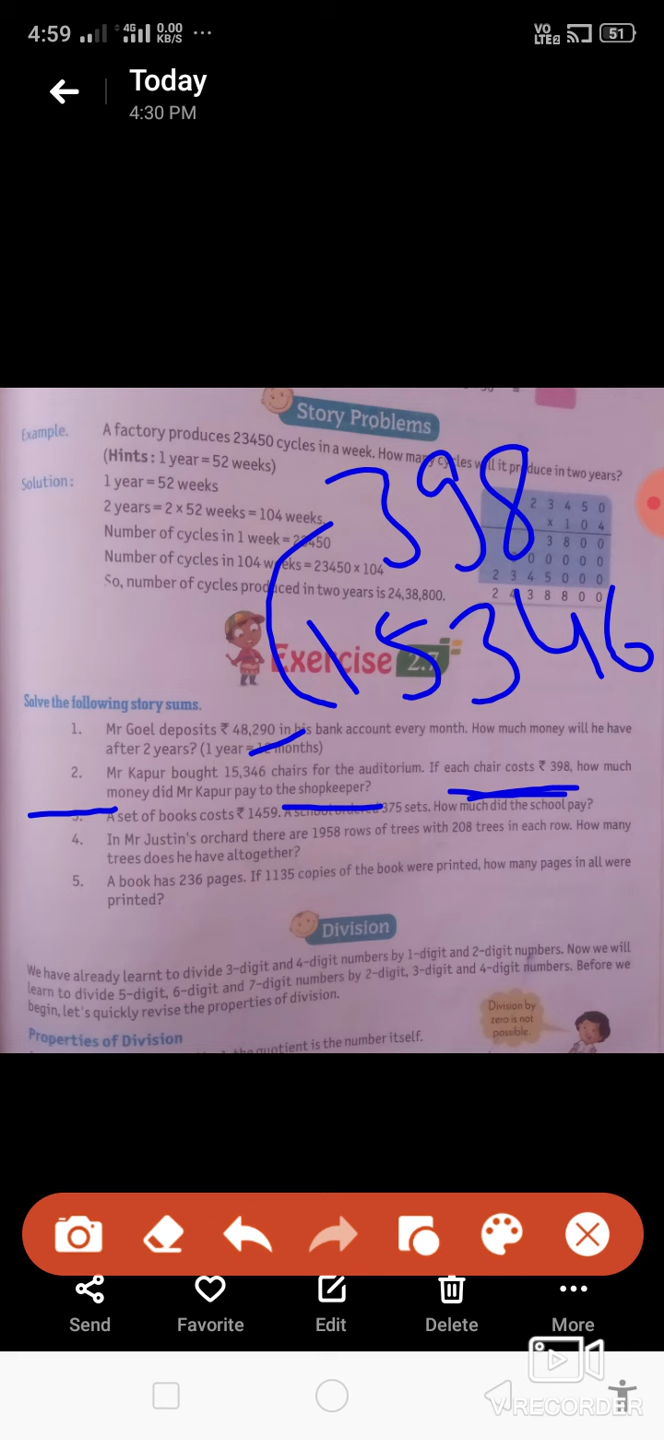 4:59 4G 0.00 KB/S ... VO LTE2 51
Today
4:30 PM
Story Problems
Example. A factory produces 23450 cycles in a week. How many cycles will it produce in two years?
(Hints: 1 year = 52 weeks)
Solution: 1 year = 52 weeks
2 years = 2 × 52 weeks = 104 weeks
Number of cycles in 1 week = 23450
Number of cycles in 104 weeks = 23450 × 104
So, number of cycles produced in two years is 24,38,800.
2 3 4 5 0
x 1 0 4
3 8 0 0
0 0 0 0 0
2 3 4 5 0 0 0
2 4 3 8 8 0 0
398
15346
Exercise 2.7
Solve the following story sums.
1. Mr Goel deposits ₹ 48,290 in his bank account every month. How much money will he have
after 2 years? (1 year = 12 months)
2. Mr Kapur bought 15,346 chairs for the auditorium. If each chair costs ₹ 398, how much
money did Mr Kapur pay to the shopkeeper?
3. A set of books costs ₹ 1459. A school ordered 375 sets. How much did the school pay?
4. In Mr Justin's orchard there are 1958 rows of trees with 208 trees in each row. How many
trees does he have altogether?
5. A book has 236 pages. If 1135 copies of the book were printed, how many pages in all were
printed?
Division
We have already learnt to divide 3-digit and 4-digit numbers by 1-digit and 2-digit numbers. Now we will
learn to divide 5-digit, 6-digit and 7-digit numbers by 2-digit, 3-digit and 4-digit numbers. Before we
begin, let's quickly revise the properties of division.
Division by
zero is not
possible.
Properties of Division
the quotient is the number itself.
Send Favorite Edit Delete More
V RECORDER